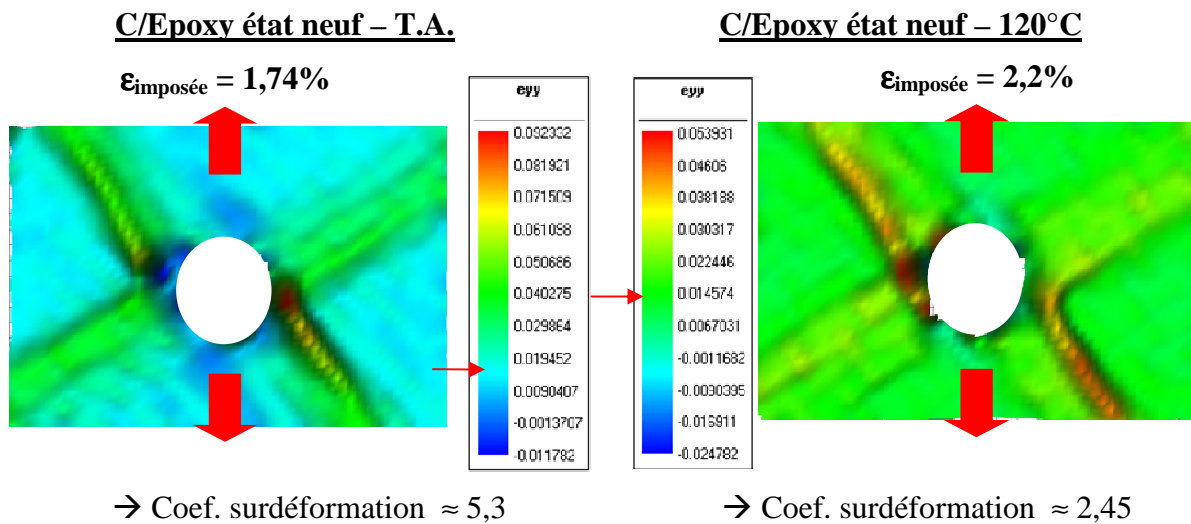 C/Epoxy état neuf – T.A.
C/Epoxy état neuf – 120°C
εimposée = 1,74%
εimposée = 2,2%
eyy
0.092332
0.081921
0.071509
0.061098
0.050686
0.040275
0.029864
0.019452
0.0090407
-0.0013707
-0.011782
eyy
0.053931
0.04606
0.038188
0.030317
0.022446
0.014574
0.0067031
-0.0011682
-0.0090395
-0.016911
-0.024782
→ Coef. surdéformation ≈ 5,3
→ Coef. surdéformation ≈ 2,45